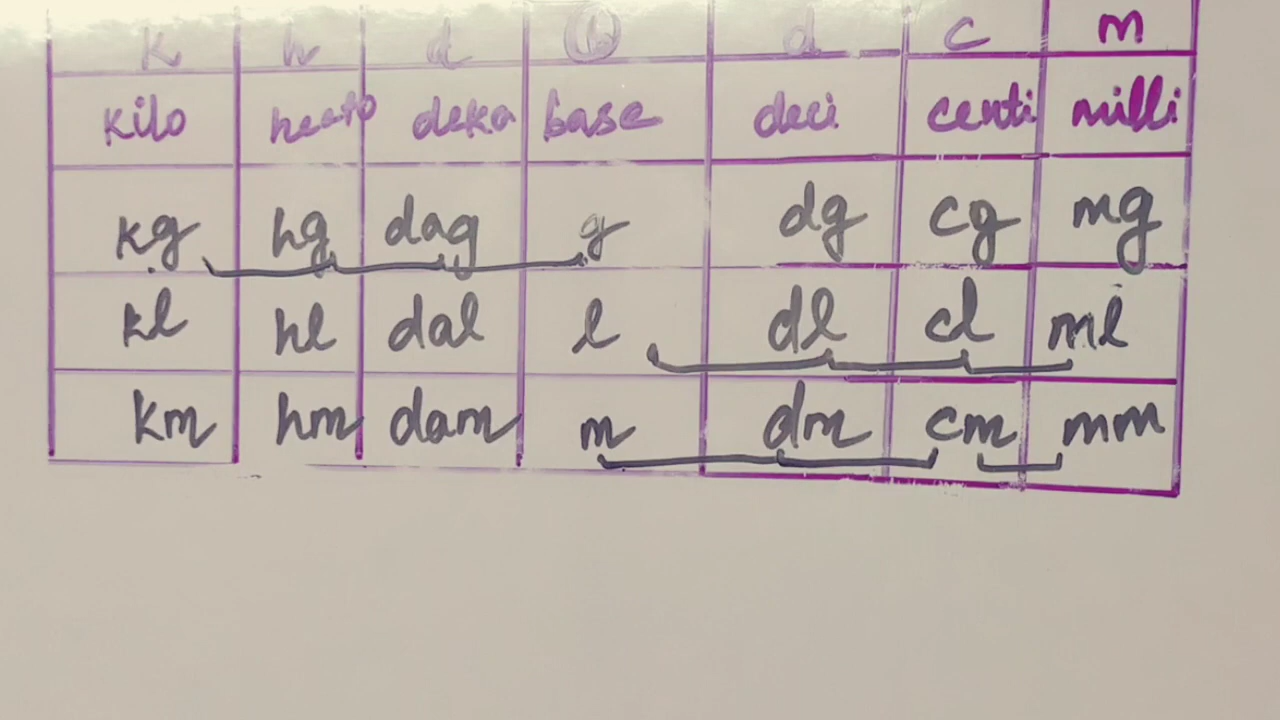 k h d b d c m
kilo hecto deka base deci centi milli
kg hg dag g dg cg mg
kl hl dal l dl cl ml
km hm dam m dm cm mm